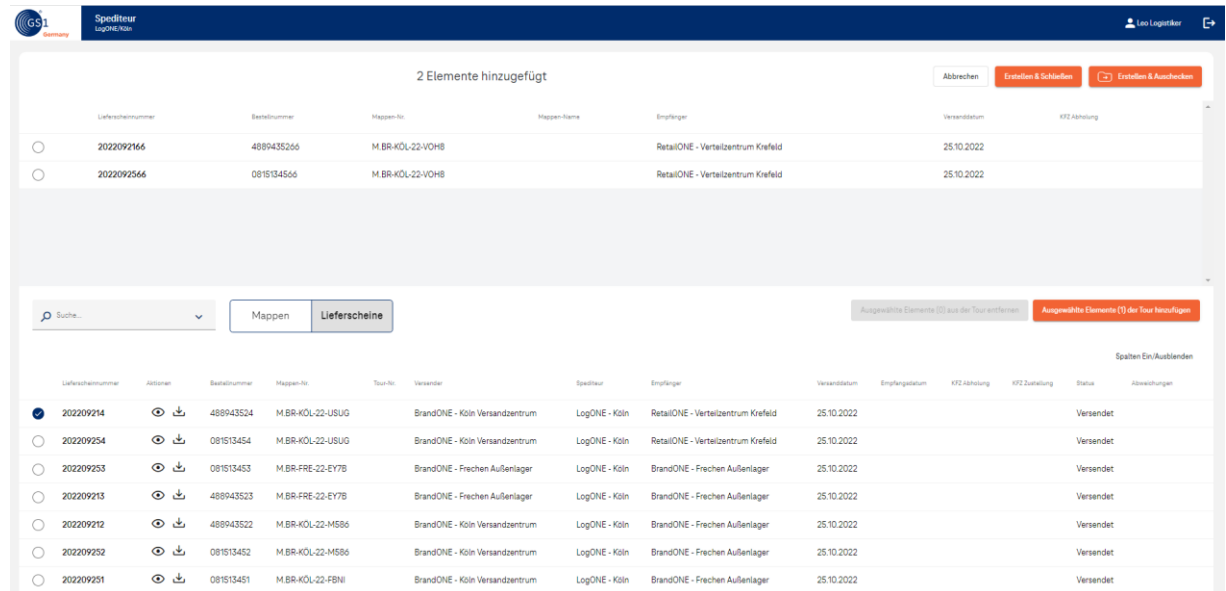 GS1 Germany Spediteur LogONE/Köln Leo Logistiker
2 Elemente hinzugefügt Abbrechen Erstellen & Schließen Erstellen & Auschecken
Lieferscheinnummer Bestellnummer Mappen-Nr. Mappen-Name Empfänger Versanddatum KFZ Abholung
2022092166 4889435266 M.BR-KÖL-22-VOH8 RetailONE - Verteilzentrum Krefeld 25.10.2022
2022092566 0815134566 M.BR-KÖL-22-VOH8 RetailONE - Verteilzentrum Krefeld 25.10.2022
Suche... Mappen Lieferscheine Ausgewählte Elemente (0) aus der Tour entfernen Ausgewählte Elemente (1) der Tour hinzufügen
Spalten Ein/Ausblenden
Lieferscheinnummer Aktionen Bestellnummer Mappen-Nr. Tour-Nr. Versender Spediteur Empfänger Versanddatum Empfangsdatum KFZ Abholung KFZ Zustellung Status Abweichungen
202209214 488943524 M.BR-KÖL-22-USUG BrandONE - Köln Versandzentrum LogONE - Köln RetailONE - Verteilzentrum Krefeld 25.10.2022 Versendet
202209254 081513454 M.BR-KÖL-22-USUG BrandONE - Köln Versandzentrum LogONE - Köln RetailONE - Verteilzentrum Krefeld 25.10.2022 Versendet
202209253 081513453 M.BR-FRE-22-EY7B BrandONE - Frechen Außenlager LogONE - Köln BrandONE - Frechen Außenlager 25.10.2022 Versendet
202209213 488943523 M.BR-FRE-22-EY7B BrandONE - Frechen Außenlager LogONE - Köln BrandONE - Frechen Außenlager 25.10.2022 Versendet
202209212 488943522 M.BR-KÖL-22-M586 BrandONE - Köln Versandzentrum LogONE - Köln BrandONE - Frechen Außenlager 25.10.2022 Versendet
202209252 081513452 M.BR-KÖL-22-M586 BrandONE - Köln Versandzentrum LogONE - Köln BrandONE - Frechen Außenlager 25.10.2022 Versendet
202209251 081513451 M.BR-KÖL-22-FBNI BrandONE - Köln Versandzentrum LogONE - Köln BrandONE - Frechen Außenlager 25.10.2022 Versendet